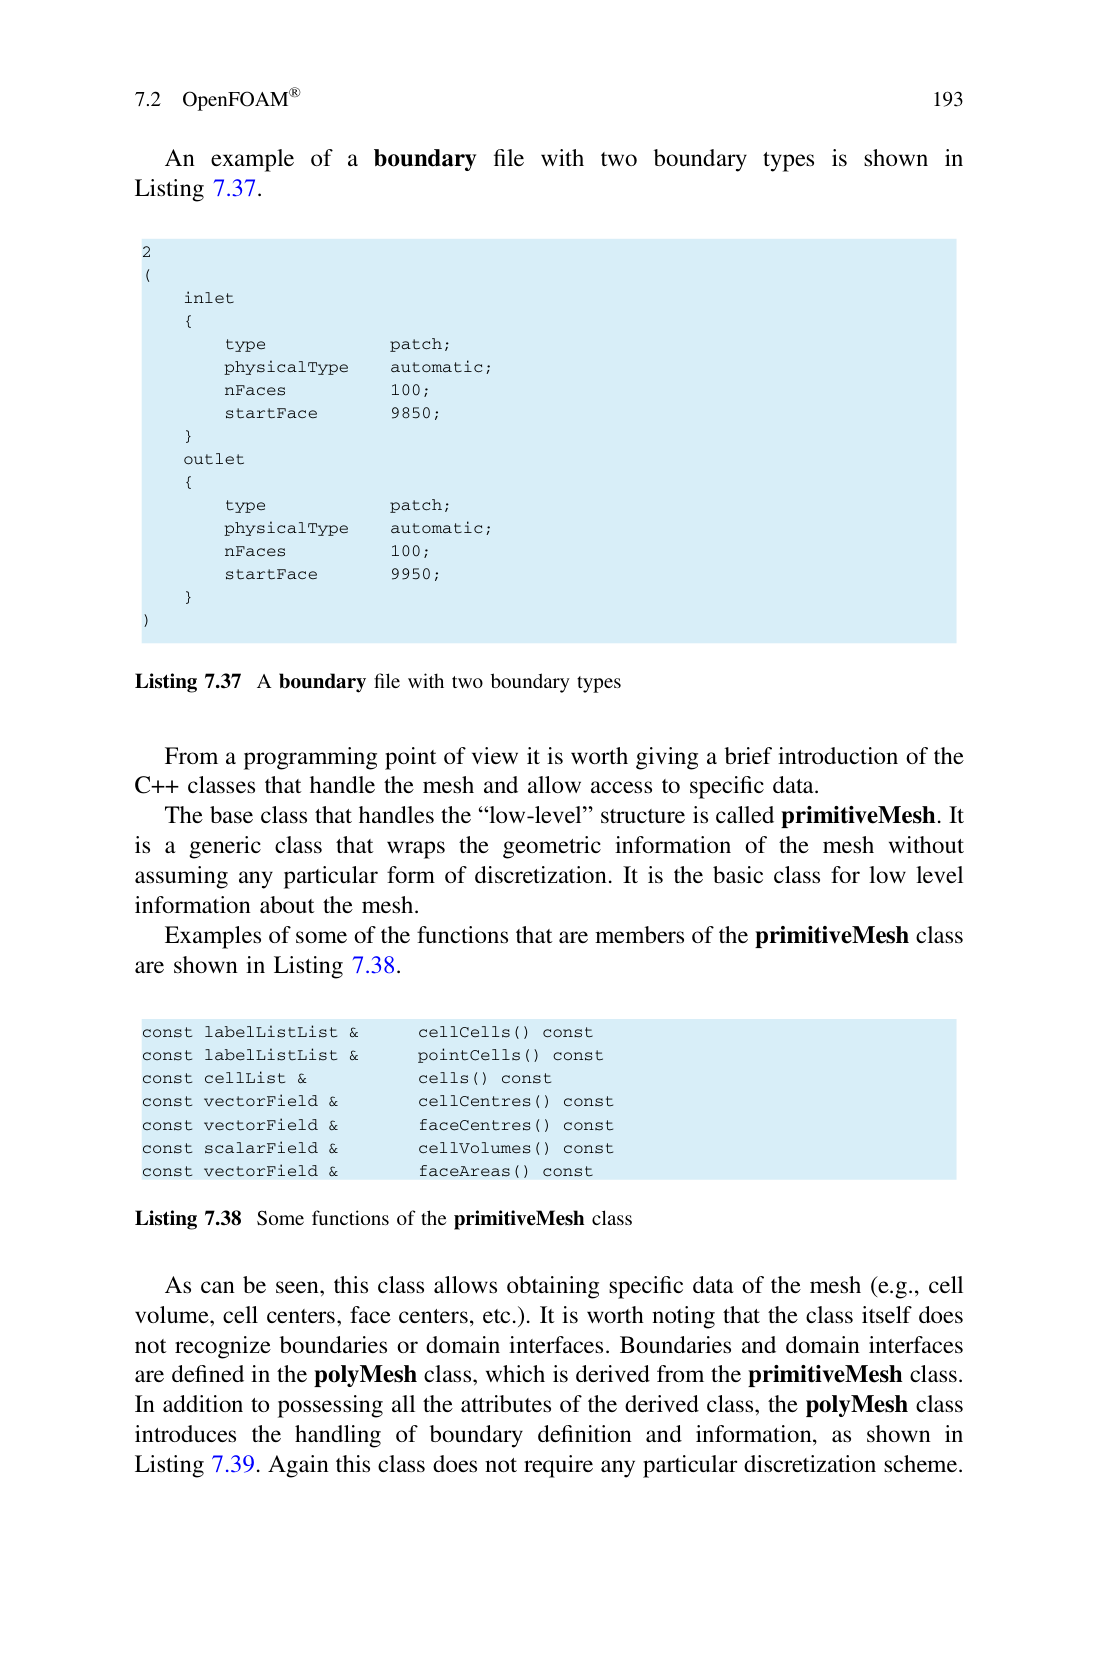 7.2 OpenFOAM® 193
An example of a boundary file with two boundary types is shown in
Listing 7.37.
2
(
    inlet
    {
        type            patch;
        physicalType    automatic;
        nFaces          100;
        startFace       9850;
    }
    outlet
    {
        type            patch;
        physicalType    automatic;
        nFaces          100;
        startFace       9950;
    }
)
Listing 7.37 A boundary file with two boundary types
From a programming point of view it is worth giving a brief introduction of the
C++ classes that handle the mesh and allow access to specific data.
The base class that handles the “low-level” structure is called primitiveMesh. It
is a generic class that wraps the geometric information of the mesh without
assuming any particular form of discretization. It is the basic class for low level
information about the mesh.
Examples of some of the functions that are members of the primitiveMesh class
are shown in Listing 7.38.
const labelListList &      cellCells() const
const labelListList &      pointCells() const
const cellList &           cells() const
const vectorField &        cellCentres() const
const vectorField &        faceCentres() const
const scalarField &        cellVolumes() const
const vectorField &        faceAreas() const
Listing 7.38 Some functions of the primitiveMesh class
As can be seen, this class allows obtaining specific data of the mesh (e.g., cell
volume, cell centers, face centers, etc.). It is worth noting that the class itself does
not recognize boundaries or domain interfaces. Boundaries and domain interfaces
are defined in the polyMesh class, which is derived from the primitiveMesh class.
In addition to possessing all the attributes of the derived class, the polyMesh class
introduces the handling of boundary definition and information, as shown in
Listing 7.39. Again this class does not require any particular discretization scheme.